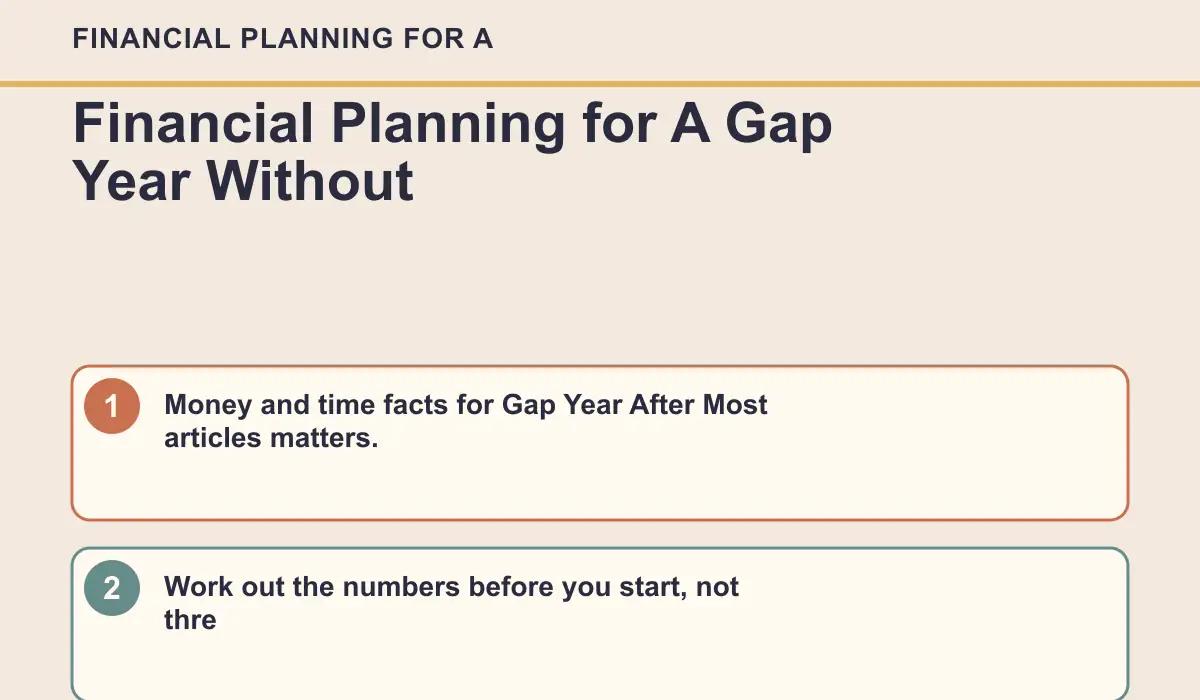 FINANCIAL PLANNING FOR A
Financial Planning for A Gap
Year Without
1
Money and time facts for Gap Year After Most
articles matters.
2
Work out the numbers before you start, not
thre